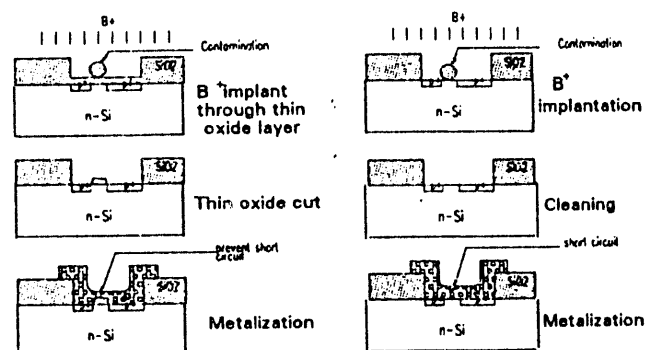 B+
Contamination
SiO2
B+ implant
through thin
oxide layer
n-Si
SiO2
Thin oxide cut
n-Si
prevent short
circuit
SiO2
Metalization
n-Si
B+
Contamination
SiO2
B+
implantation
n-Si
SiO2
Cleaning
n-Si
short circuil
SiO2
Metalization
n-Si